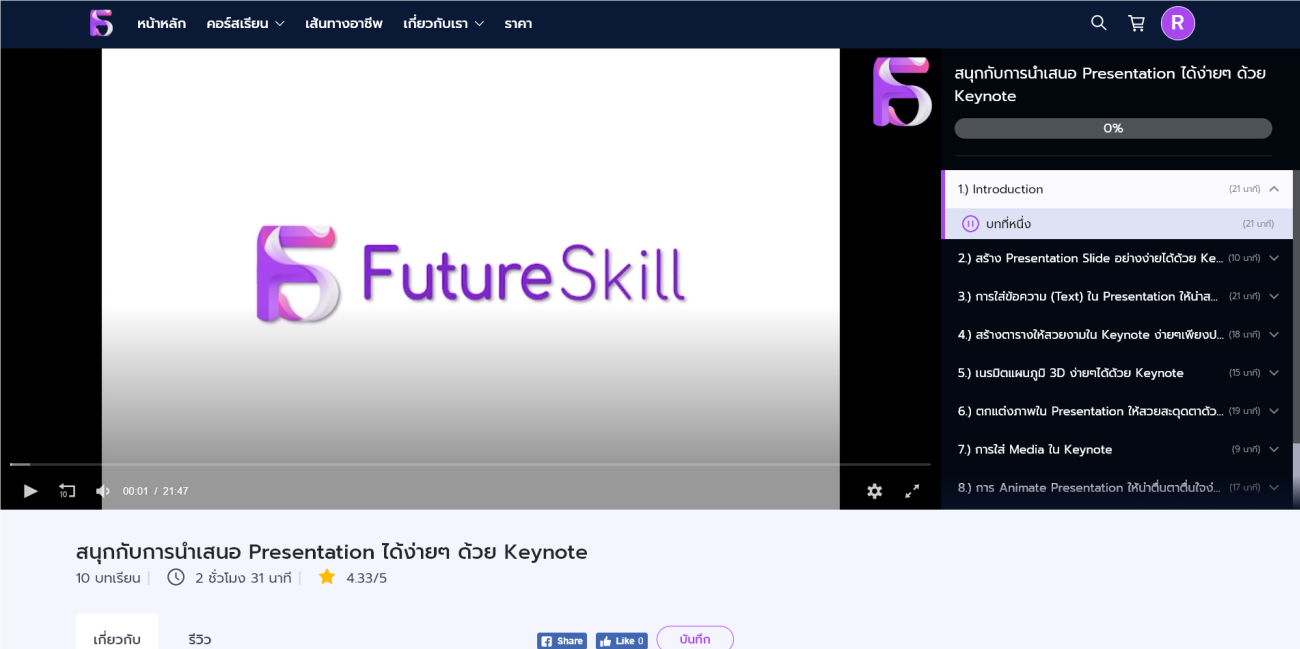 หน้าหลัก คอร์สเรียน เส้นทางอาชีพ เกี่ยวกับเรา ราคา
R
FutureSkill
00:01 / 21:47
10
สนุกกับการนำเสนอ Presentation ได้ง่ายๆ ด้วย
Keynote
0%
1.) Introduction (21 นาที)
บทที่หนึ่ง (21 นาที)
2.) สร้าง Presentation Slide อย่างง่ายได้ด้วย Ke... (10 นาที)
3.) การใส่ข้อความ (Text) ใน Presentation ให้น่าส... (21 นาที)
4.) สร้างตารางให้สวยงามใน Keynote ง่ายๆเพียงป... (18 นาที)
5.) เนรมิตแผนภูมิ 3D ง่ายๆได้ด้วย Keynote (15 นาที)
6.) ตกแต่งภาพใน Presentation ให้สวยสะดุดตาด้ว... (19 นาที)
7.) การใส่ Media ใน Keynote (9 นาที)
8.) การ Animate Presentation ให้น่าตื่นตาตื่นใจง่... (17 นาที)
สนุกกับการนำเสนอ Presentation ได้ง่ายๆ ด้วย Keynote
10 บทเรียน | 2 ชั่วโมง 31 นาที | 4.33/5
เกี่ยวกับ รีวิว Share Like 0 บันทึก